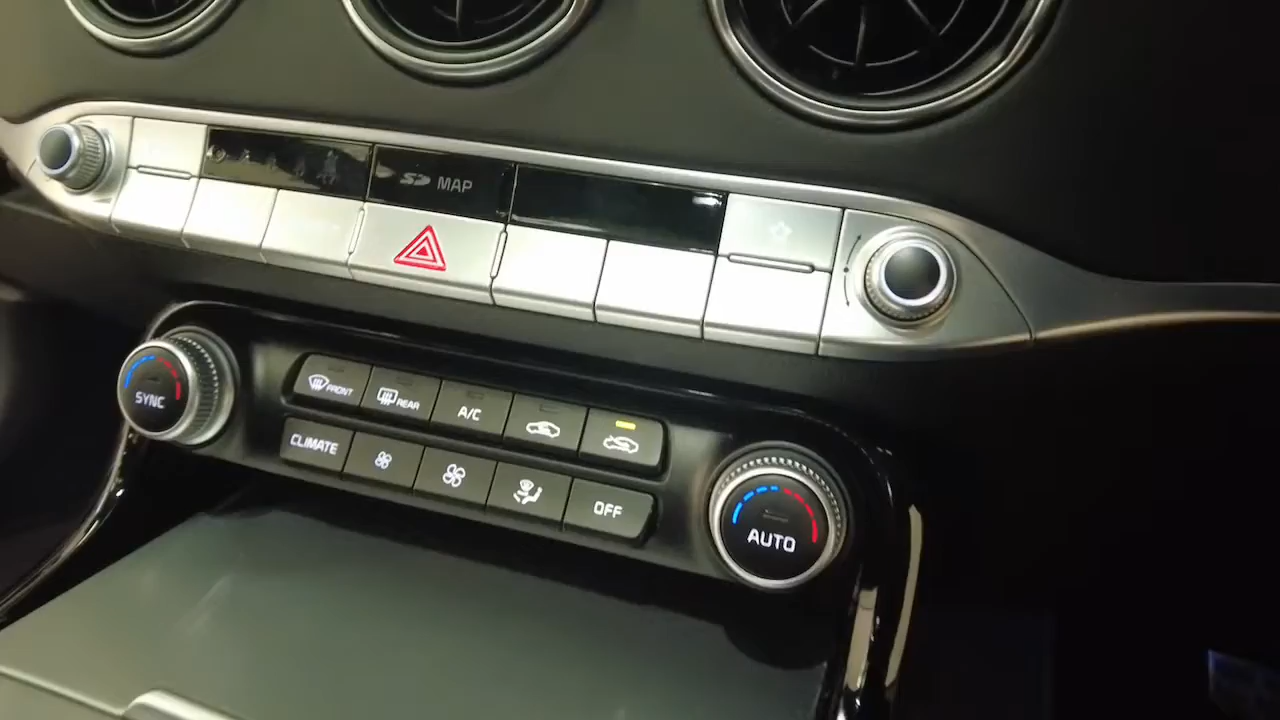 SD MAP
SYNC
FRONT
REAR
A/C
CLIMATE
OFF
AUTO